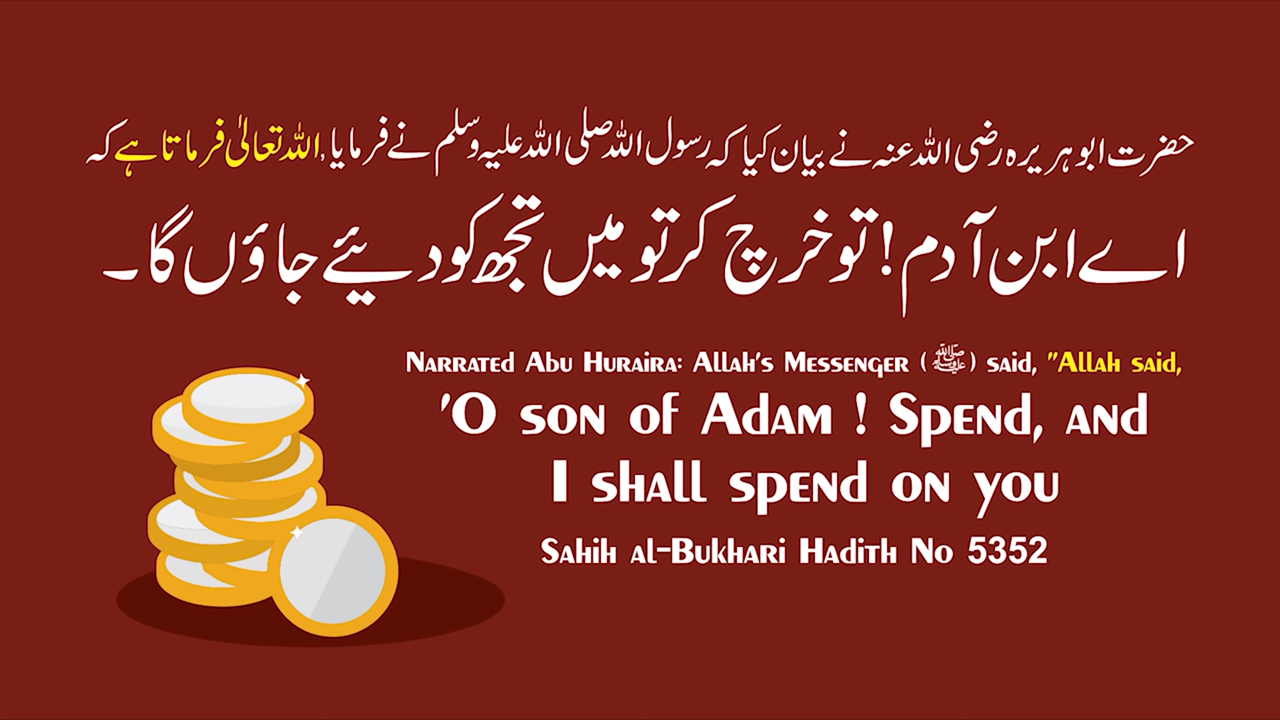 حضرت ابو ہریرہ رضی اللہ عنہ نے بیان کیا کہ رسول اللہ صلی اللہ علیہ وسلم نے فرمایا, اللہ تعالیٰ فرماتا ہے کہ
اے ابن آدم! تو خرچ کر تو میں تجھ کو دیئے جاؤں گا۔
Narrated Abu Huraira: Allah's Messenger (ﷺ) said, "Allah said,
'O son of Adam ! Spend, and
I shall spend on you
Sahih al-Bukhari Hadith No 5352